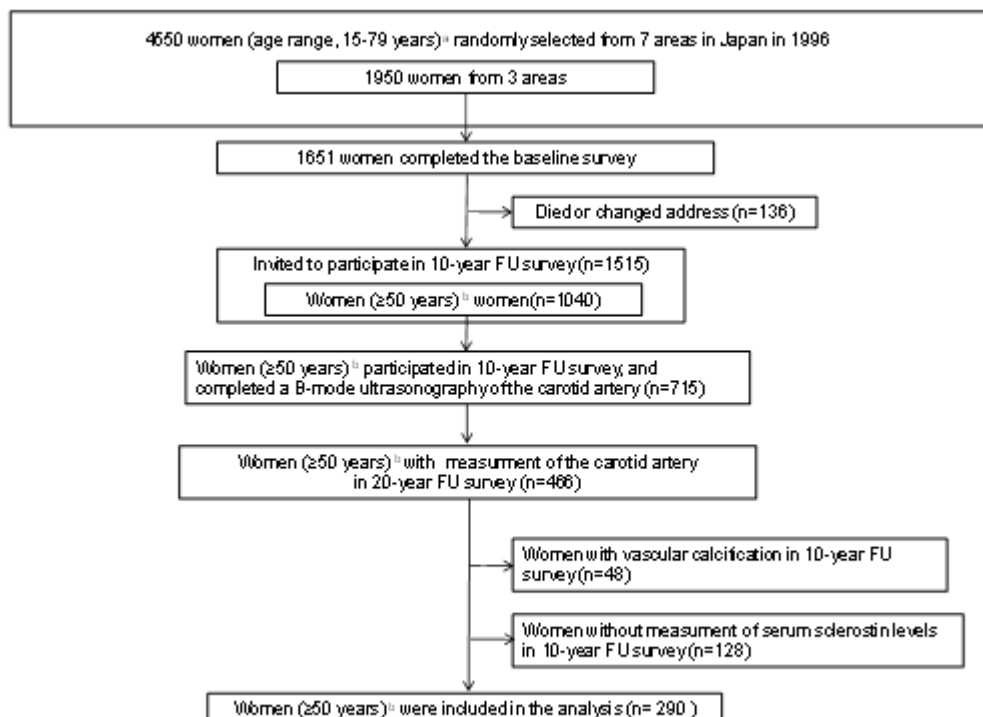 4550 women (age range, 15-79 years) a randomly selected from 7 areas in Japan in 1996
1950 women from 3 areas
1651 women completed the baseline survey
Died or changed address (n=136)
Invited to participate in 10-year FU survey (n=1515)
Women (≥50 years) b women(n=1040)
Women (≥50 years) b participated in 10-year FU survey, and
completed a B-mode ultrasonography of the carotid artery (n=715)
Women (≥50 years) b with measurment of the carotid artery
in 20-year FU survey (n=466)
Women with vascular calcification in 10-year FU
survey (n=48)
Women without measurment of serum sclerostin levels
in 10-year FU survey (n=128)
Women (≥50 years) b were included in the analysis (n= 290 )